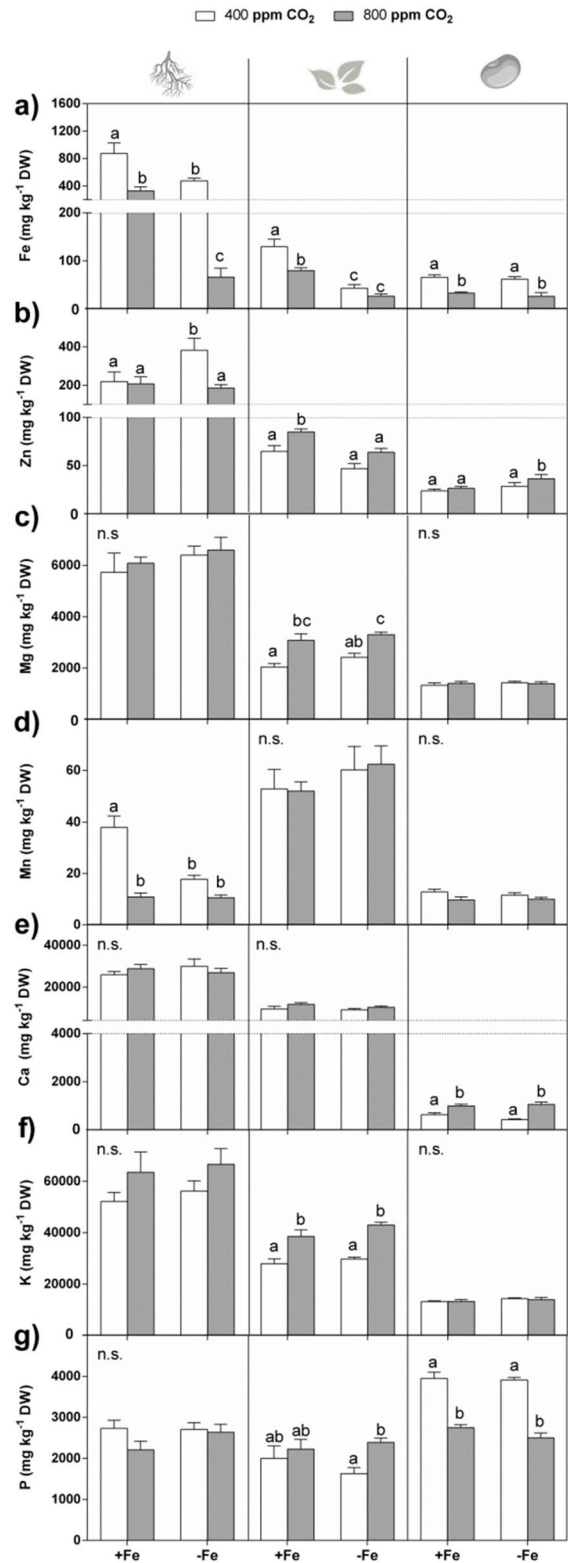 400 ppm CO₂ 800 ppm CO₂
a)
Fe (mg kg⁻¹ DW)
1600
1200
800
400
200
100
0
a b b c
a b c c
a b a b
b)
Zn (mg kg⁻¹ DW)
400
200
100
50
0
a a b a
a b a a
a a a b
c)
Mg (mg kg⁻¹ DW)
6000
4000
2000
0
n.s
a bc ab c
n.s
d)
Mn (mg kg⁻¹ DW)
60
40
20
0
a b b b
n.s.
n.s.
e)
Ca (mg kg⁻¹ DW)
40000
20000
4000
2000
0
n.s.
n.s.
a b a b
f)
K (mg kg⁻¹ DW)
60000
40000
20000
0
n.s.
a b a b
n.s.
g)
P (mg kg⁻¹ DW)
4000
3000
2000
1000
0
n.s.
ab ab a b
a b a b
+Fe -Fe +Fe -Fe +Fe -Fe